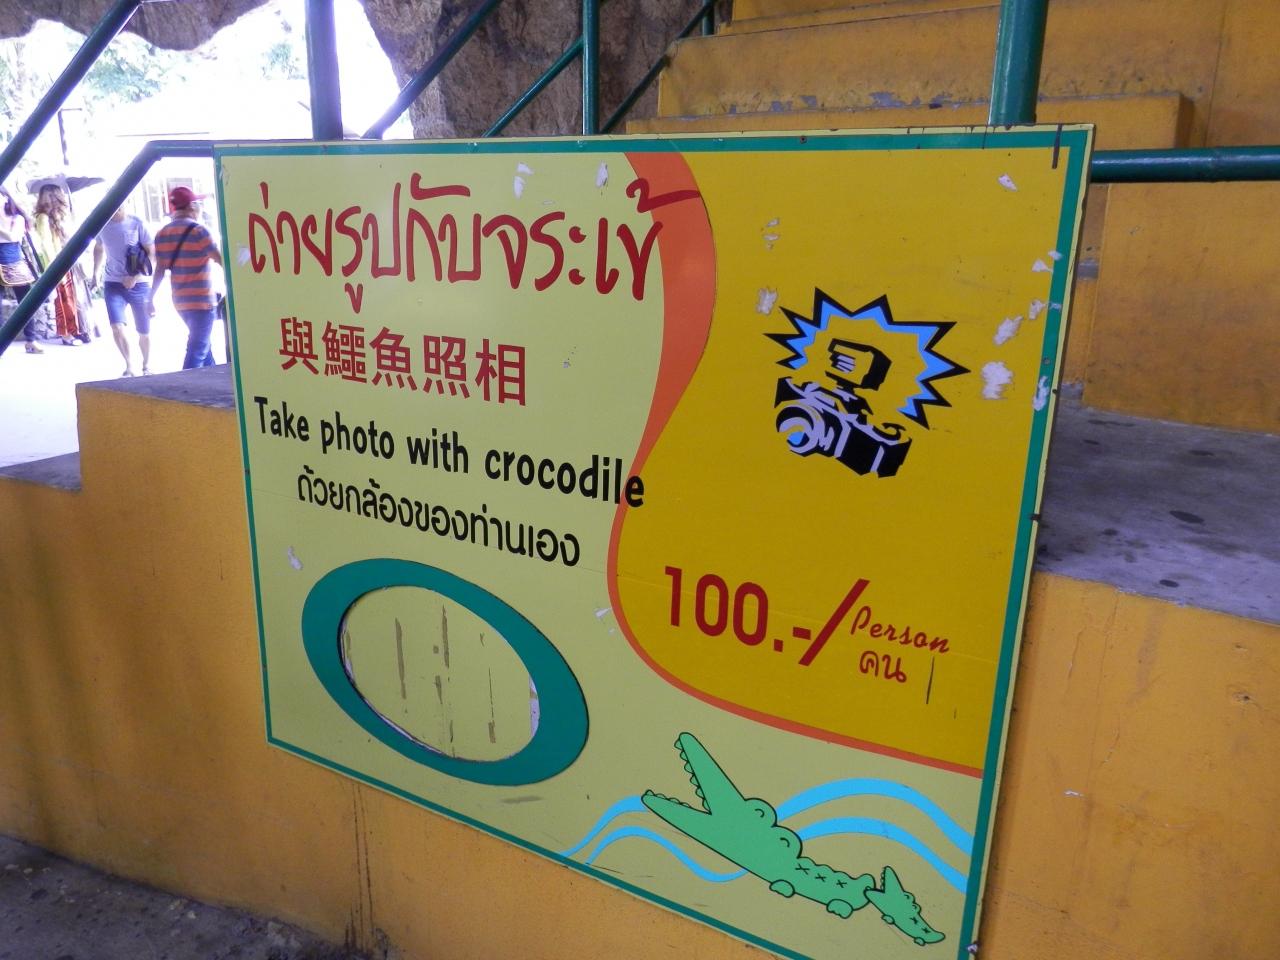 ถ่ายรูปกับจระเข้
與鱷魚照相
Take photo with crocodile
ด้วยกล้องของท่านเอง
100.-/Person
คน